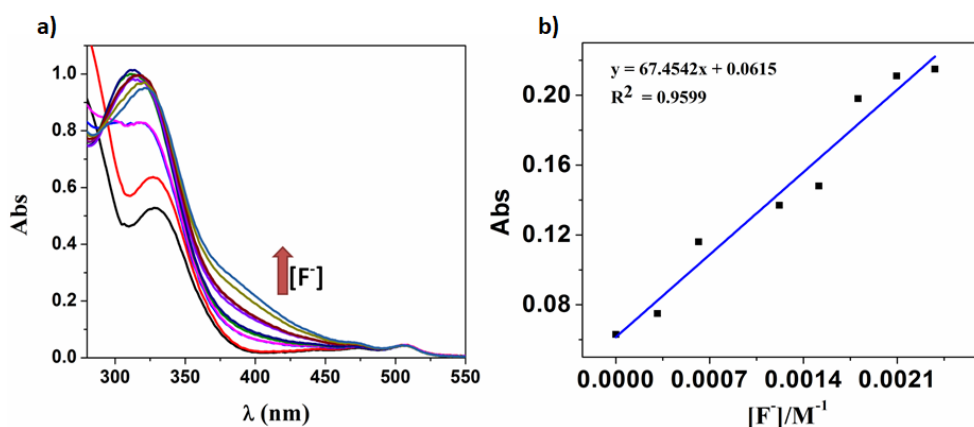 a)
Abs
1.0
0.8
0.6
0.4
0.2
0.0
[F⁻]
300
350
400
450
500
550
λ (nm)
b)
y = 67.4542x + 0.0615
R² = 0.9599
Abs
0.20
0.16
0.12
0.08
0.0000
0.0007
0.0014
0.0021
[F⁻]/M⁻¹